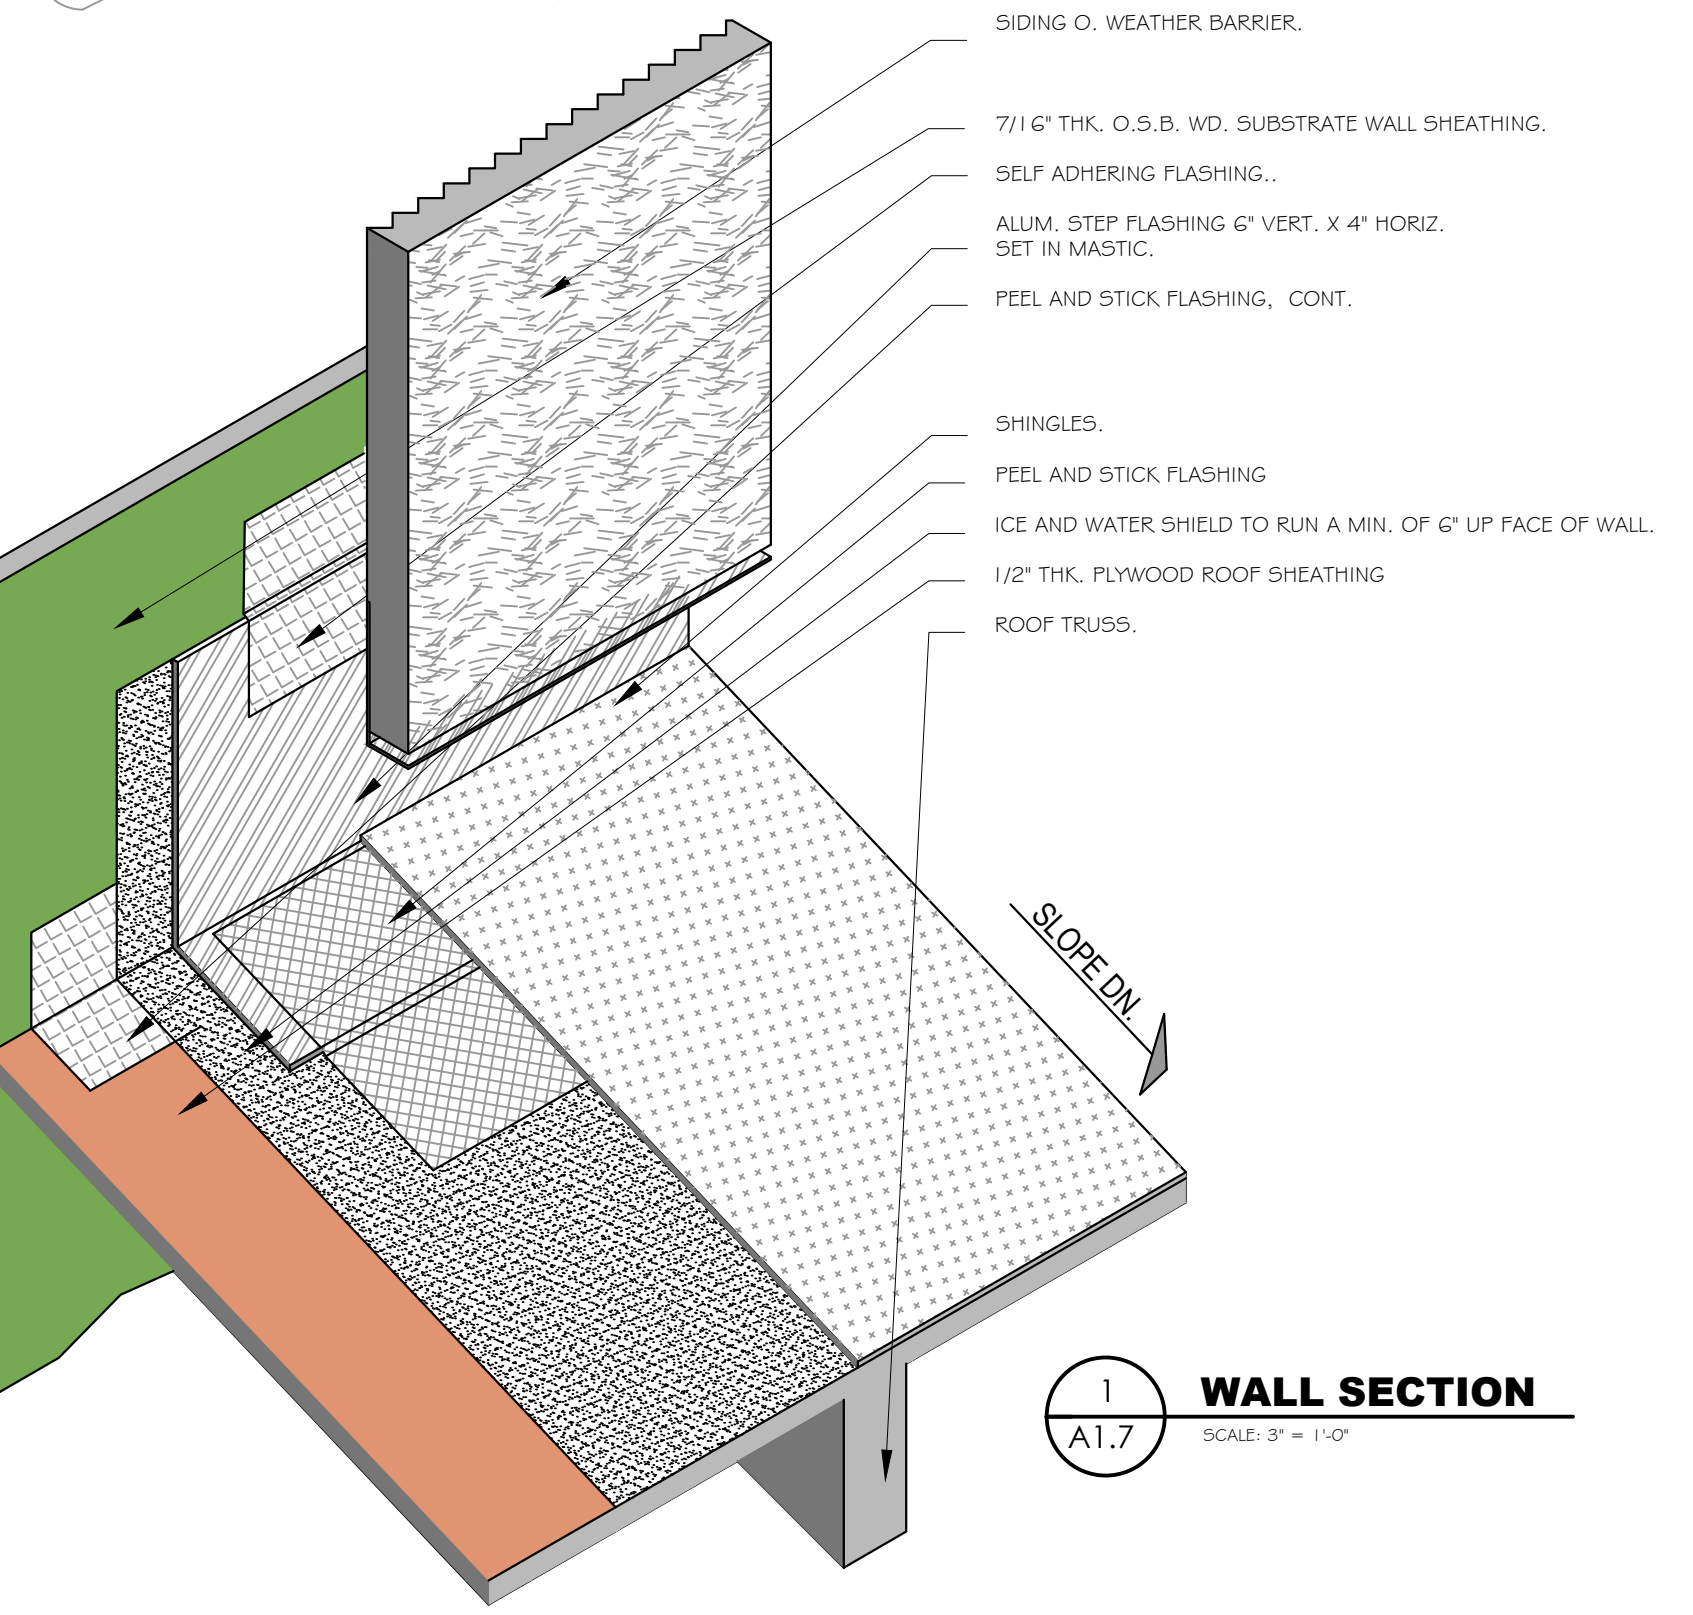 SIDING O. WEATHER BARRIER.
7/16" THK. O.S.B. WD. SUBSTRATE WALL SHEATHING.
SELF ADHERING FLASHING..
ALUM. STEP FLASHING 6" VERT. X 4" HORIZ.
SET IN MASTIC.
PEEL AND STICK FLASHING, CONT.
SHINGLES.
PEEL AND STICK FLASHING
ICE AND WATER SHIELD TO RUN A MIN. OF 6" UP FACE OF WALL.
1/2" THK. PLYWOOD ROOF SHEATHING
ROOF TRUSS.
SLOPE DN.
1
A1.7
WALL SECTION
SCALE: 3" = 1'-0"